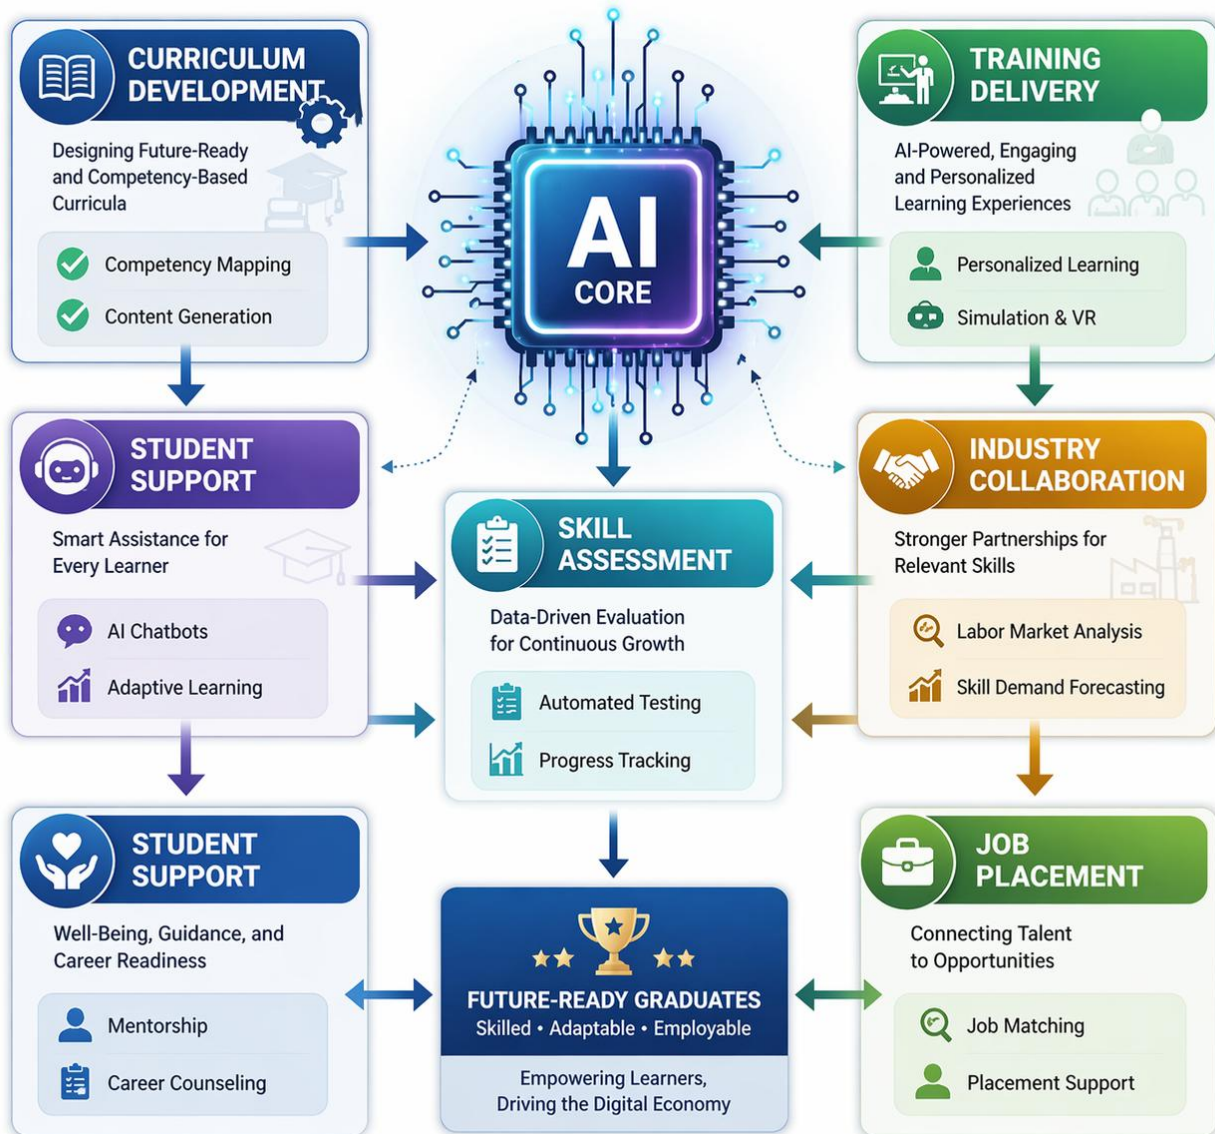 CURRICULUM
DEVELOPMENT
Designing Future-Ready
and Competency-Based
Curricula
Competency Mapping
Content Generation
AI
CORE
TRAINING
DELIVERY
AI-Powered, Engaging
and Personalized
Learning Experiences
Personalized Learning
Simulation & VR
STUDENT
SUPPORT
Smart Assistance for
Every Learner
AI Chatbots
Adaptive Learning
SKILL
ASSESSMENT
Data-Driven Evaluation
for Continuous Growth
Automated Testing
Progress Tracking
INDUSTRY
COLLABORATION
Stronger Partnerships for
Relevant Skills
Labor Market Analysis
Skill Demand Forecasting
STUDENT
SUPPORT
Well-Being, Guidance, and
Career Readiness
Mentorship
Career Counseling
FUTURE-READY GRADUATES
Skilled • Adaptable • Employable
Empowering Learners,
Driving the Digital Economy
JOB
PLACEMENT
Connecting Talent
to Opportunities
Job Matching
Placement Support